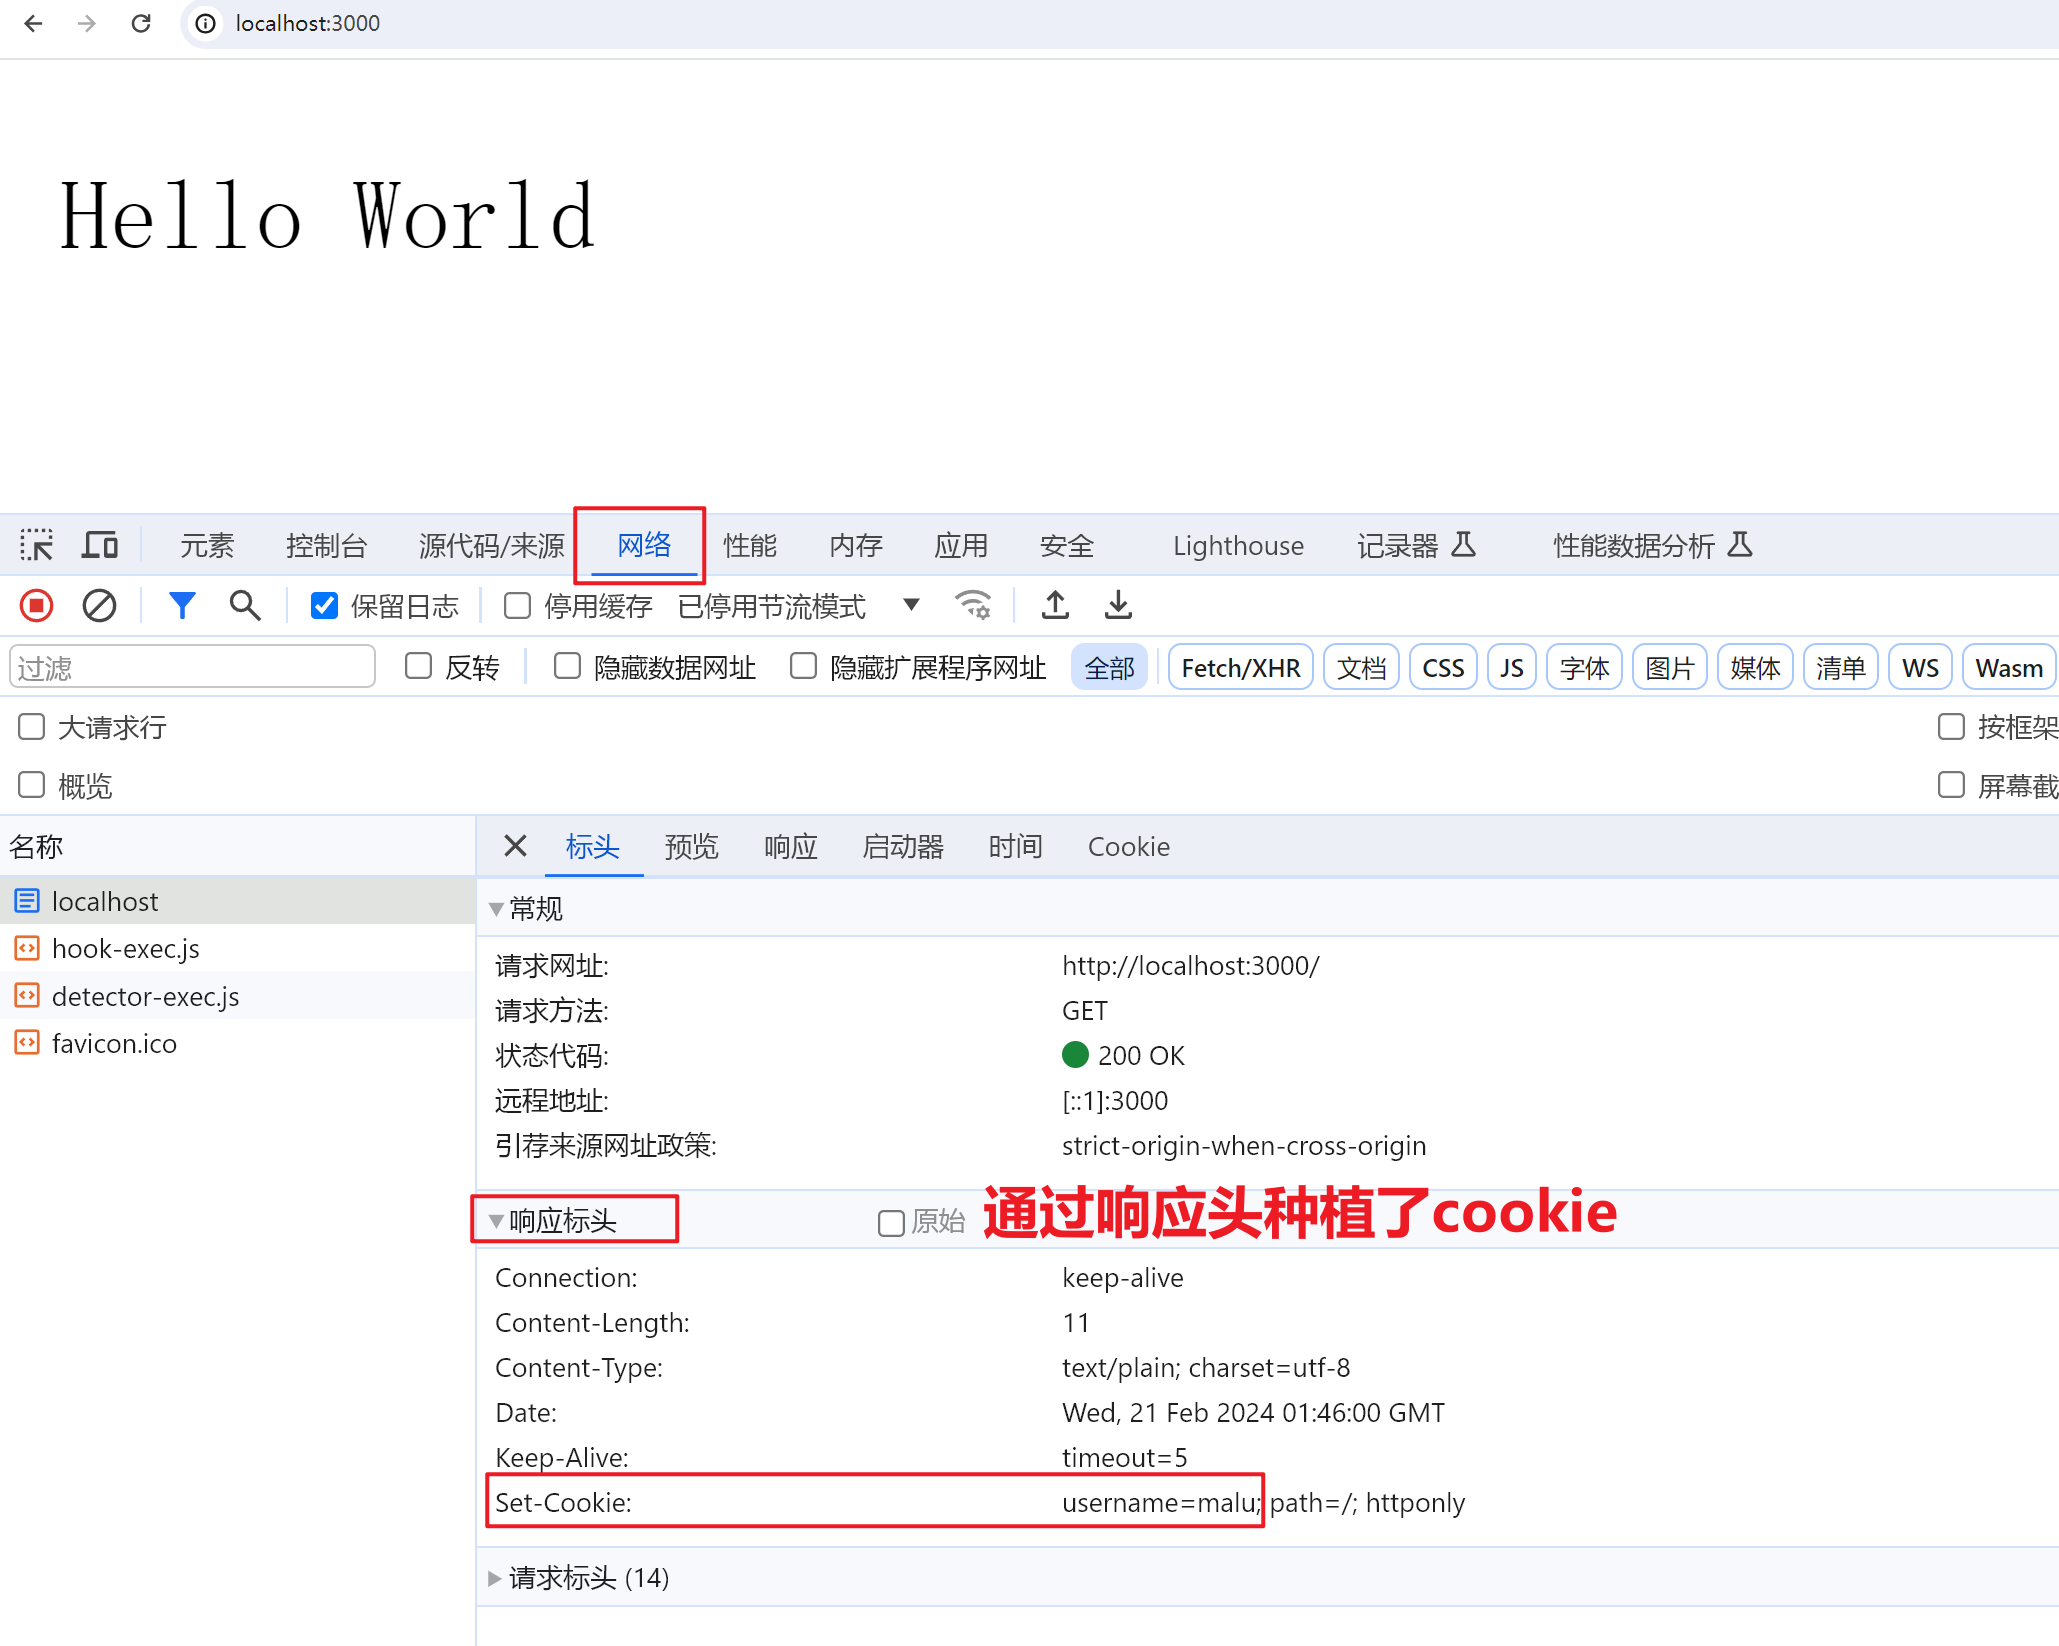 localhost:3000
Hello World
元素 控制台 源代码/来源 网络 性能 内存 应用 安全 Lighthouse 记录器 性能数据分析
保留日志 停用缓存 已停用节流模式
过滤 反转 隐藏数据网址 隐藏扩展程序网址 全部 Fetch/XHR 文档 CSS JS 字体 图片 媒体 清单 WS Wasm
大请求行 按框架
概览 屏幕截
名称 标头 预览 响应 启动器 时间 Cookie
localhost
hook-exec.js
detector-exec.js
favicon.ico
常规
请求网址: http://localhost:3000/
请求方法: GET
状态代码: 200 OK
远程地址: [::1]:3000
引荐来源网址政策: strict-origin-when-cross-origin
响应标头 原始 通过响应头种植了cookie
Connection: keep-alive
Content-Length: 11
Content-Type: text/plain; charset=utf-8
Date: Wed, 21 Feb 2024 01:46:00 GMT
Keep-Alive: timeout=5
Set-Cookie: username=malu; path=/; httponly
请求标头 (14)